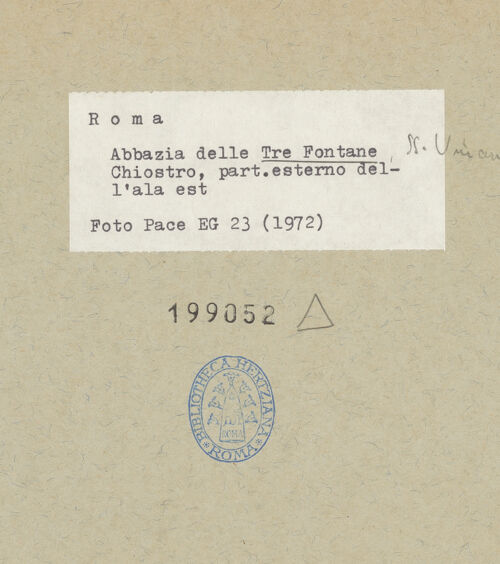 Roma
Abbazia delle Tre Fontane,
Chiostro, part.esterno del-
l'ala est
Foto Pace EG 23 (1972)
199052
BIBLIOTHECA HERTZIANA
ROMA
*ROMA*